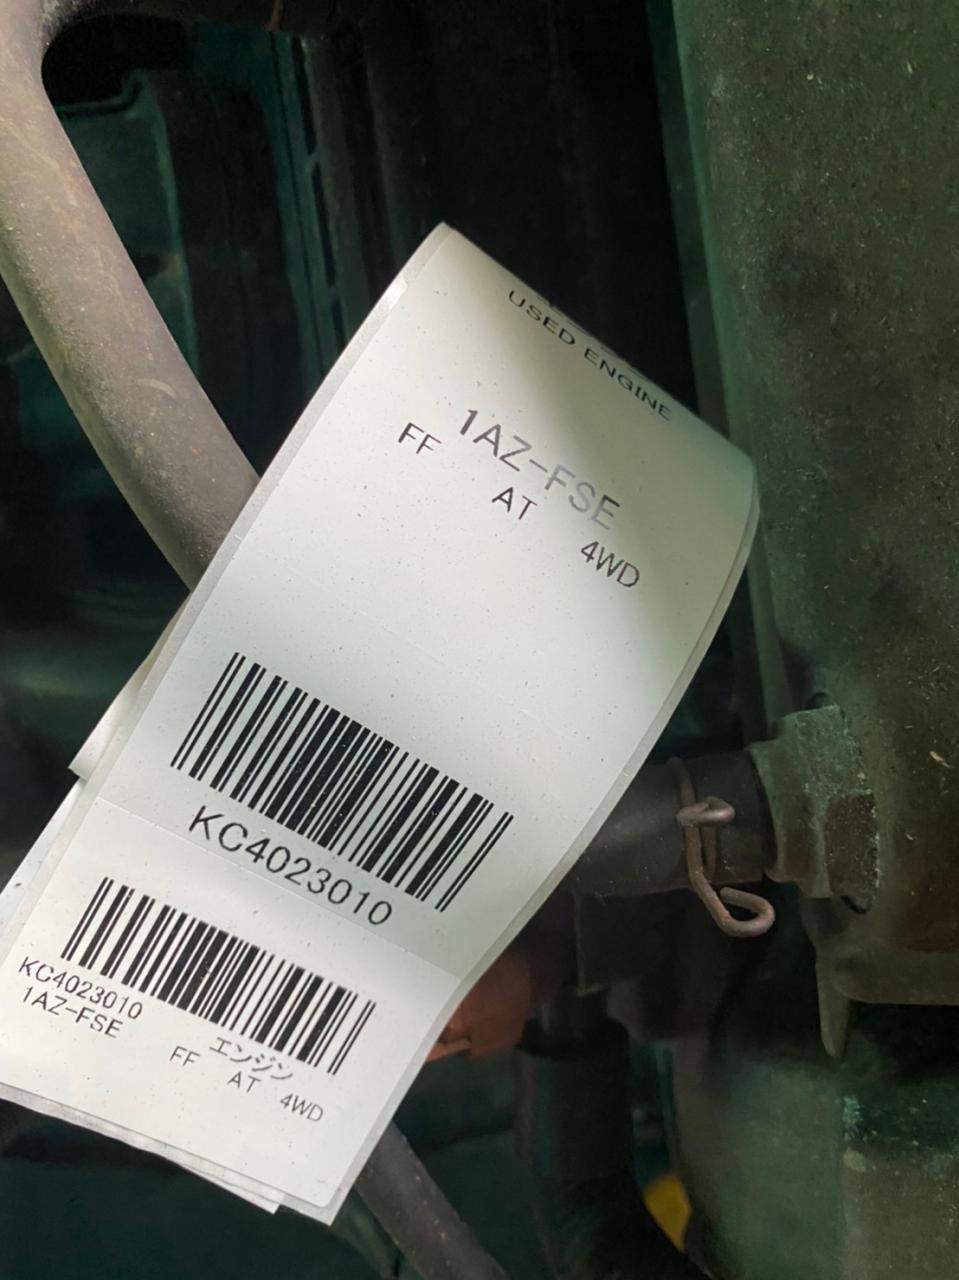 USED ENGINE
1AZ-FSE
FF AT 4WD
KC4023010
KC4023010
1AZ-FSE エンジン
FF AT 4WD